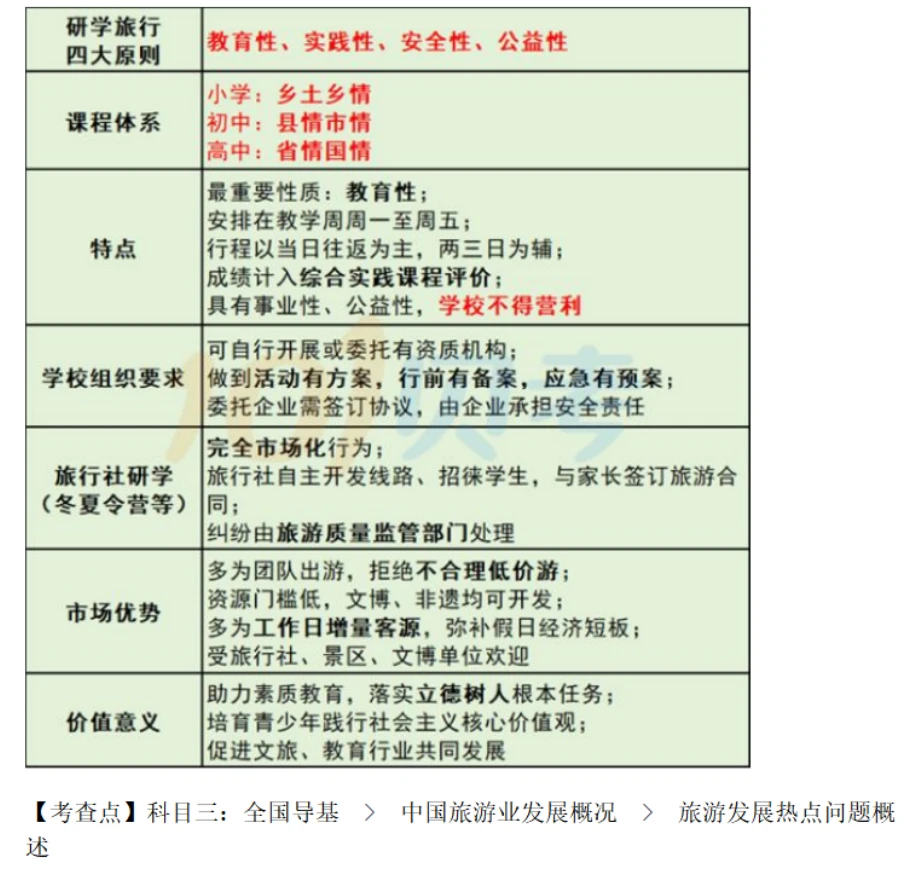 研学旅行
四大原则
教育性、实践性、安全性、公益性
课程体系
小学：乡土乡情
初中：县情市情
高中：省情国情
特点
最重要性质：教育性；
安排在教学周周一至周五；
行程以当日往返为主，两三日为辅；
成绩计入综合实践课程评价；
具有事业性、公益性，学校不得营利
学校组织要求
可自行开展或委托有资质机构；
做到活动有方案，行前有备案，应急有预案；
委托企业需签订协议，由企业承担安全责任
旅行社研学
（冬夏令营等）
完全市场化行为；
旅行社自主开发线路、招徕学生，与家长签订旅游合
同；
纠纷由旅游质量监管部门处理
市场优势
多为团队出游，拒绝不合理低价游；
资源门槛低，文博、非遗均可开发；
多为工作日增量客源，弥补假日经济短板；
受旅行社、景区、文博单位欢迎
价值意义
助力素质教育，落实立德树人根本任务；
培育青少年践行社会主义核心价值观；
促进文旅、教育行业共同发展
【考查点】科目三：全国导基 > 中国旅游业发展概况 > 旅游发展热点问题概
述